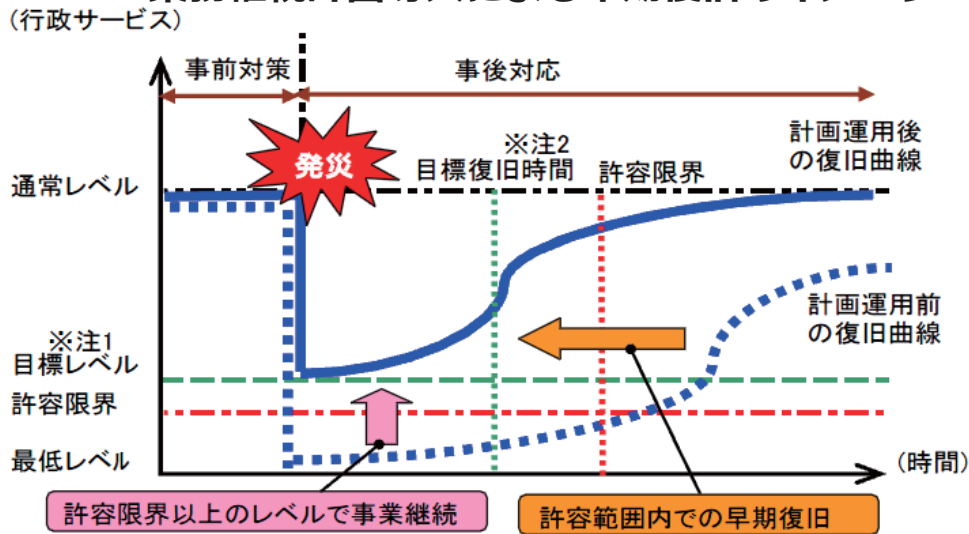 (行政サービス)
事前対策
事後対応
発災
※注2
目標復旧時間
許容限界
計画運用後
の復旧曲線
通常レベル
計画運用前
の復旧曲線
※注1
目標レベル
許容限界
最低レベル
(時間)
許容限界以上のレベルで事業継続
許容範囲内での早期復旧